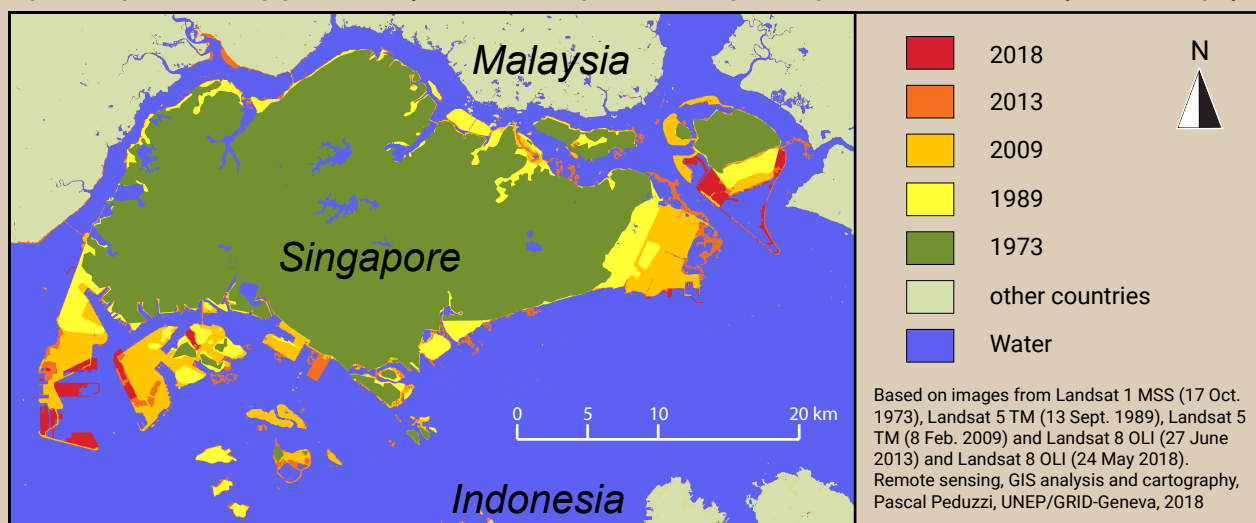 Malaysia
Singapore
Indonesia
0 5 10 20 km
2018
2013
2009
1989
1973
other countries
Water
N
Based on images from Landsat 1 MSS (17 Oct.
1973), Landsat 5 TM (13 Sept. 1989), Landsat 5
TM (8 Feb. 2009) and Landsat 8 OLI (27 June
2013) and Landsat 8 OLI (24 May 2018).
Remote sensing, GIS analysis and cartography,
Pascal Peduzzi, UNEP/GRID-Geneva, 2018